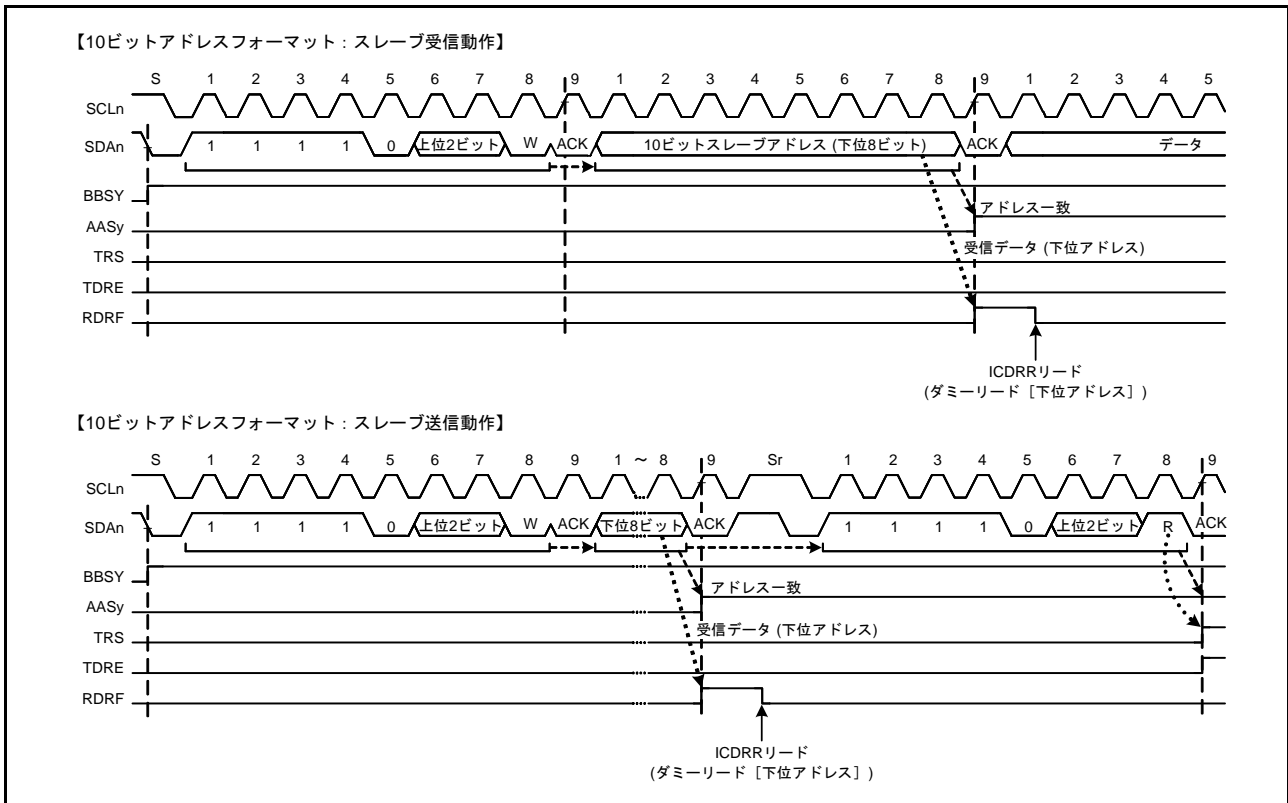 【10ビットアドレスフォーマット：スレーブ受信動作】
S 1 2 3 4 5 6 7 8 9 1 2 3 4 5 6 7 8 9 1 2 3 4 5
SCLn
SDAn 1 1 1 1 0 上位2ビット W ACK 10ビットスレーブアドレス (下位8ビット) ACK データ
BBSY
アドレス一致
AASy
受信データ (下位アドレス)
TRS
TDRE
RDRF
ICDRRリード
(ダミーリード［下位アドレス］)
【10ビットアドレスフォーマット：スレーブ送信動作】
S 1 2 3 4 5 6 7 8 9 1 ～ 8 9 Sr 1 2 3 4 5 6 7 8 9
SCLn
SDAn 1 1 1 1 0 上位2ビット W ACK 下位8ビット ACK 1 1 1 1 0 上位2ビット R ACK
BBSY
アドレス一致
AASy
受信データ (下位アドレス)
TRS
TDRE
RDRF
ICDRRリード
(ダミーリード［下位アドレス］)